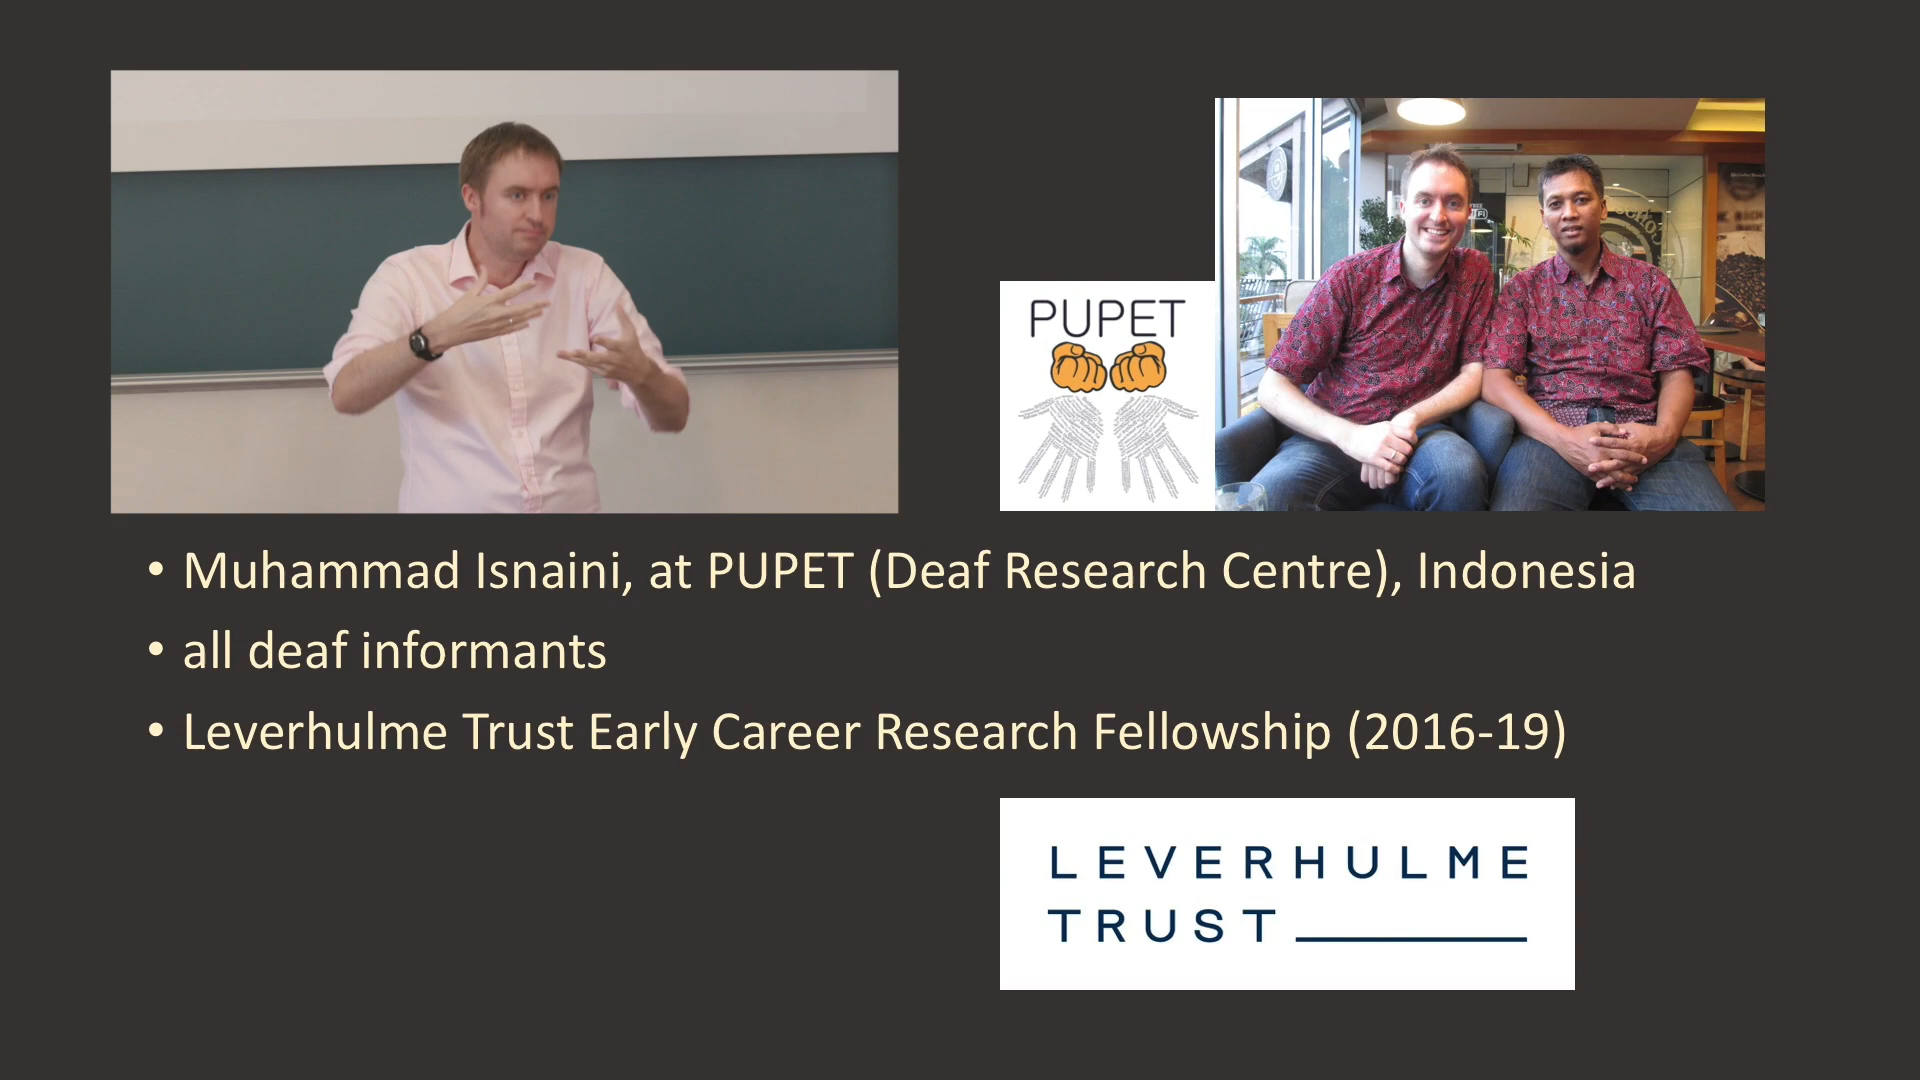 PUPET
• Muhammad Isnaini, at PUPET (Deaf Research Centre), Indonesia
• all deaf informants
• Leverhulme Trust Early Career Research Fellowship (2016-19)
LEVERHULME
TRUST